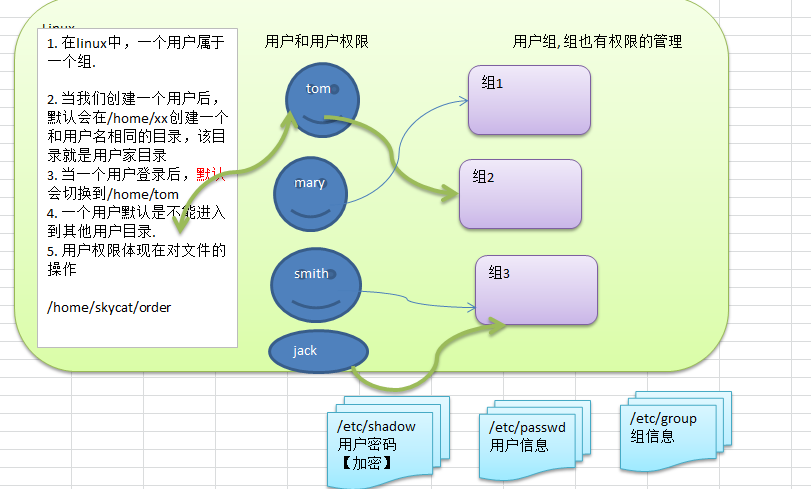 Linux
1. 在linux中，一个用户属于
一个组.
2. 当我们创建一个用户后，
默认会在/home/xx创建一个
和用户名相同的目录，该目
录就是用户家目录
3. 当一个用户登录后，默认
会切换到/home/tom
4. 一个用户默认是不能进入
到其他用户目录.
5. 用户权限体现在对文件的
操作
/home/skycat/order
用户和用户权限
用户组, 组也有权限的管理
tom
组1
mary
组2
smith
组3
jack
/etc/shadow
用户密码
【加密】
/etc/passwd
用户信息
/etc/group
组信息